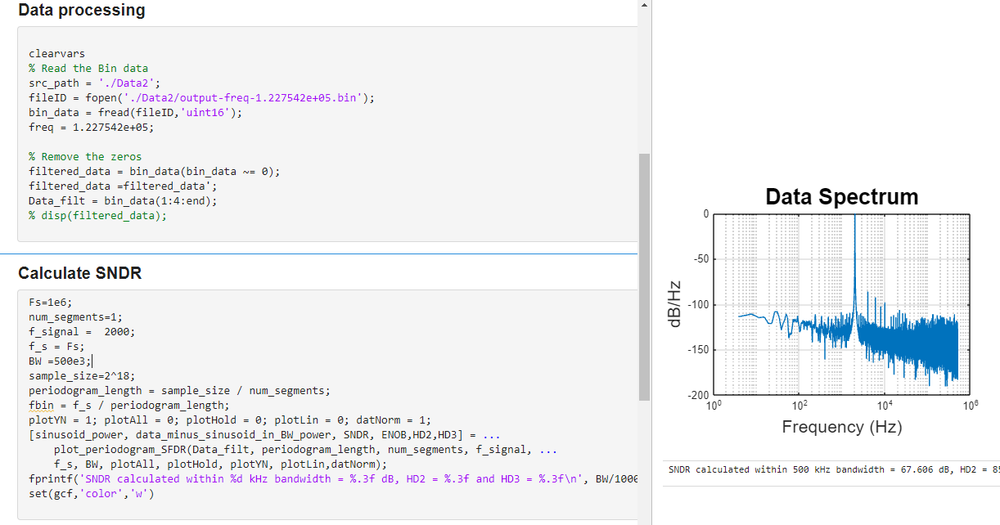 Data processing
clearvars
% Read the Bin data
src_path = './Data2';
fileID = fopen('./Data2/output-freq-1.227542e+05.bin');
bin_data = fread(fileID,'uint16');
freq = 1.227542e+05;
% Remove the zeros
filtered_data = bin_data(bin_data ~= 0);
filtered_data =filtered_data';
Data_filt = bin_data(1:4:end);
% disp(filtered_data);
Calculate SNDR
Fs=1e6;
num_segments=1;
f_signal =  2000;
f_s = Fs;
BW =500e3;
sample_size=2^18;
periodogram_length = sample_size / num_segments;
fbin = f_s / periodogram_length;
plotYN = 1; plotAll = 0; plotHold = 0; plotLin = 0; datNorm = 1;
[sinusoid_power, data_minus_sinusoid_in_BW_power, SNDR, ENOB,HD2,HD3] = ...
plot_periodogram_SFDR(Data_filt, periodogram_length, num_segments, f_signal, ...
f_s, BW, plotAll, plotHold, plotYN, plotLin,datNorm);
fprintf('SNDR calculated within %d kHz bandwidth = %.3f dB, HD2 = %.3f and HD3 = %.3f\n', BW/1000
set(gcf,'color','w')
Data Spectrum
0
-50
-100
-150
-200
dB/Hz
10^0
10^2
10^4
10^6
Frequency (Hz)
SNDR calculated within 500 kHz bandwidth = 67.606 dB, HD2 = 85